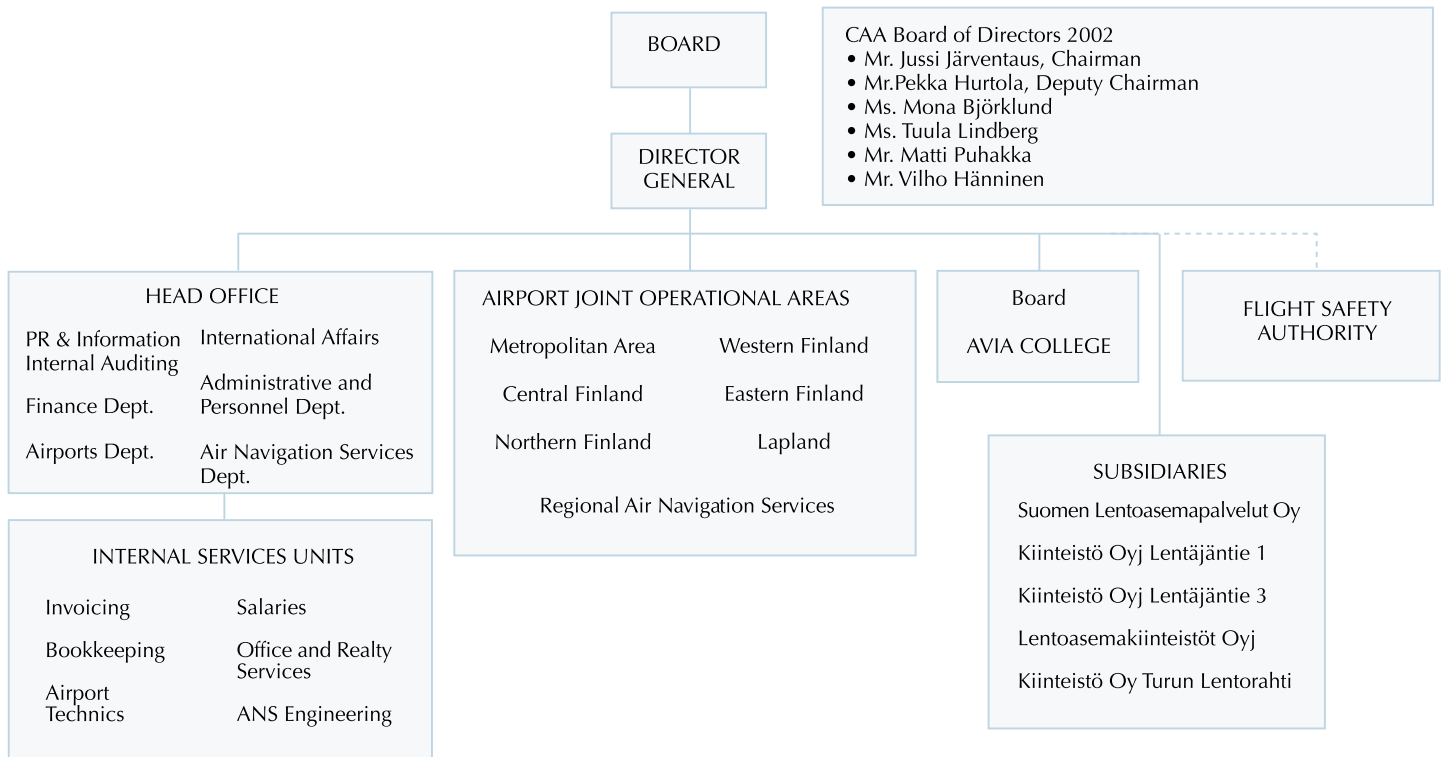 BOARD
CAA Board of Directors 2002
• Mr. Jussi Järventaus, Chairman
• Mr.Pekka Hurtola, Deputy Chairman
• Ms. Mona Björklund
• Ms. Tuula Lindberg
• Mr. Matti Puhakka
• Mr. Vilho Hänninen
DIRECTOR
GENERAL
HEAD OFFICE
PR & Information
Internal Auditing
Finance Dept.
Airports Dept.
International Affairs
Administrative and
Personnel Dept.
Air Navigation Services
Dept.
INTERNAL SERVICES UNITS
Invoicing
Bookkeeping
Airport
Technics
Salaries
Office and Realty
Services
ANS Engineering
AIRPORT JOINT OPERATIONAL AREAS
Metropolitan Area
Western Finland
Central Finland
Eastern Finland
Northern Finland
Lapland
Regional Air Navigation Services
Board
AVIA COLLEGE
FLIGHT SAFETY
AUTHORITY
SUBSIDIARIES
Suomen Lentoasemapalvelut Oy
Kiinteistö Oyj Lentäjäntie 1
Kiinteistö Oyj Lentäjäntie 3
Lentoasemakiinteistöt Oyj
Kiinteistö Oy Turun Lentorahti